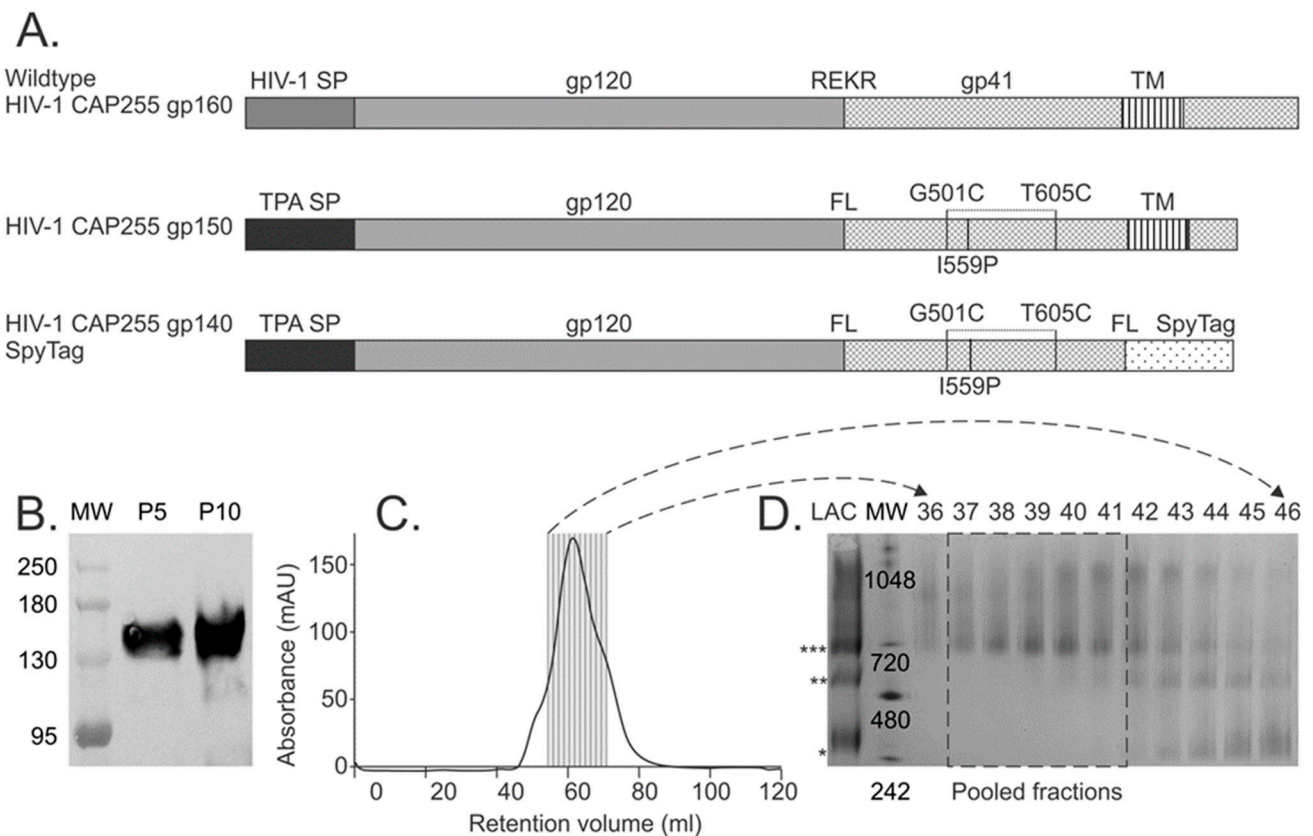 A.
Wildtype
HIV-1 CAP255 gp160
HIV-1 SP gp120 REKR gp41 TM
HIV-1 CAP255 gp150
TPA SP gp120 FL G501C T605C TM
I559P
HIV-1 CAP255 gp140
SpyTag
TPA SP gp120 FL G501C T605C FL SpyTag
I559P
B.
MW P5 P10
250
180
130
95
C.
Absorbance (mAU)
150
100
50
0
0 20 40 60 80 100 120
Retention volume (ml)
D.
LAC MW 36 37 38 39 40 41 42 43 44 45 46
1048
*** 720
** 480
*
242 Pooled fractions